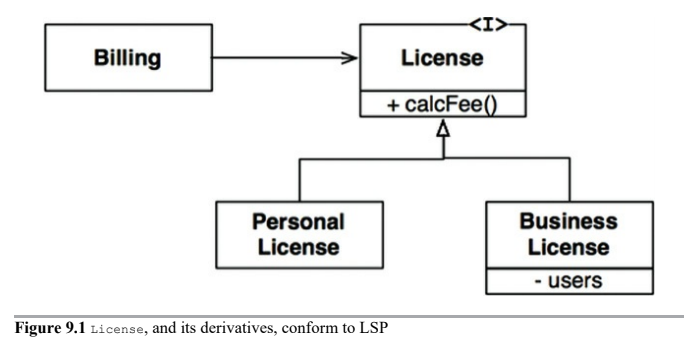 <I>
Billing
License
+ calcFee()
Personal
License
Business
License
- users
Figure 9.1 License, and its derivatives, conform to LSP